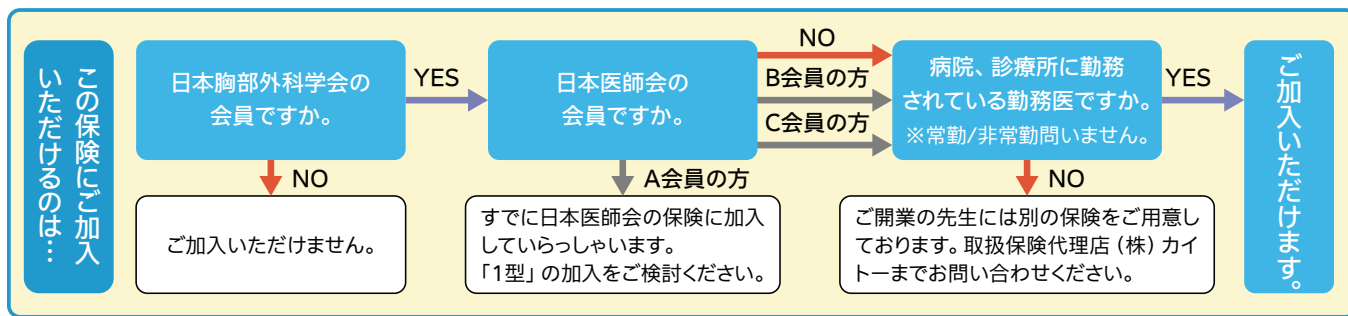 この保険にご加入
いただけるのは…
日本胸部外科学会の
会員ですか。
YES
NO
ご加入いただけません。
日本医師会の
会員ですか。
NO
B会員の方
C会員の方
A会員の方
すでに日本医師会の保険に加入
していらっしゃいます。
「1型」の加入をご検討ください。
病院、診療所に勤務
されている勤務医ですか。
※常勤/非常勤問いません。
YES
NO
ご開業の先生には別の保険をご用意し
ております。取扱保険代理店（株）カイ
トーまでお問い合わせください。
ご加入いただけます。